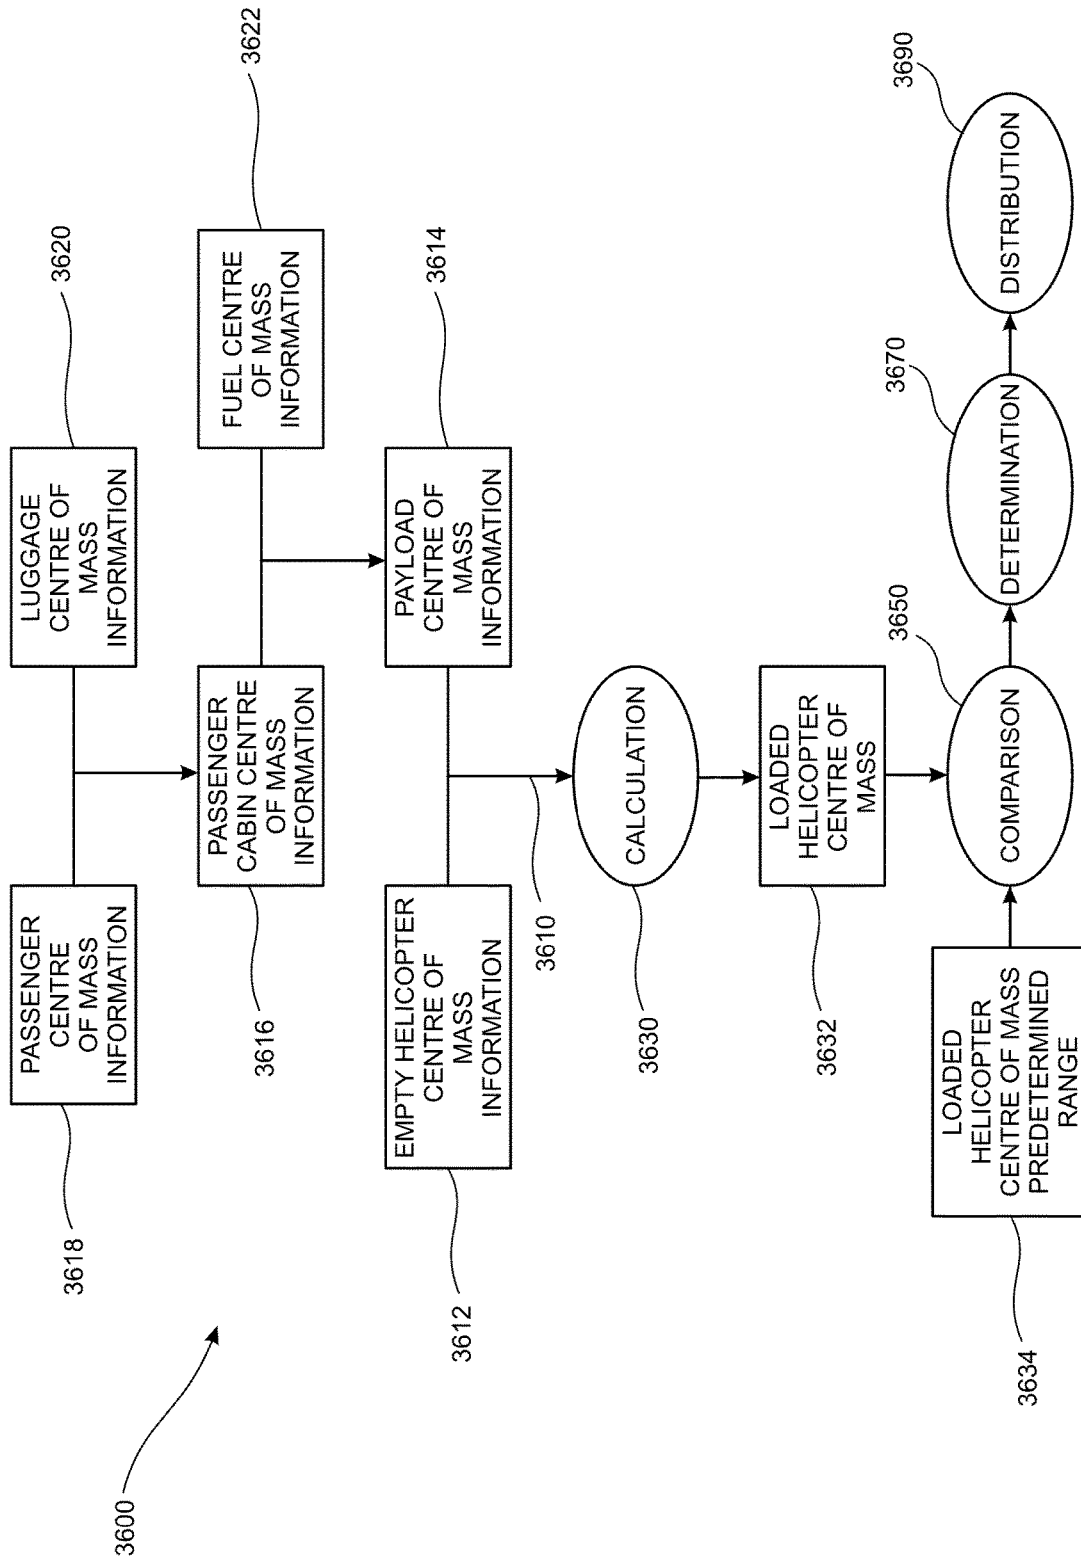 3600
3618
PASSENGER
CENTRE
OF MASS
INFORMATION
LUGGAGE
CENTRE OF
MASS
INFORMATION
3620
3616
PASSENGER
CABIN CENTRE
OF MASS
INFORMATION
FUEL CENTRE
OF MASS
INFORMATION
3622
3612
EMPTY HELICOPTER
CENTRE OF
MASS
INFORMATION
PAYLOAD
CENTRE OF
MASS
INFORMATION
3614
3610
3630
CALCULATION
3632
LOADED
HELICOPTER
CENTRE OF
MASS
3634
LOADED
HELICOPTER
CENTRE OF MASS
PREDETERMINED
RANGE
COMPARISON
3650
DETERMINATION
3670
DISTRIBUTION
3690